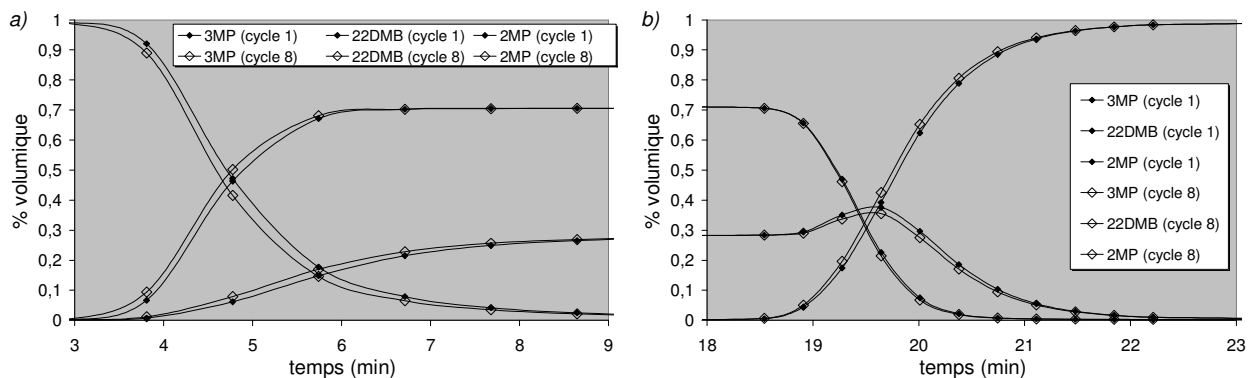 a)
1
0,9
0,8
0,7
0,6
0,5
0,4
0,3
0,2
0,1
0
% volumique
3MP (cycle 1) 22DMB (cycle 1) 2MP (cycle 1)
3MP (cycle 8) 22DMB (cycle 8) 2MP (cycle 8)
3 4 5 6 7 8 9
temps (min)
b)
1
0,9
0,8
0,7
0,6
0,5
0,4
0,3
0,2
0,1
0
% volumique
3MP (cycle 1)
22DMB (cycle 1)
2MP (cycle 1)
3MP (cycle 8)
22DMB (cycle 8)
2MP (cycle 8)
18 19 20 21 22 23
temps (min)